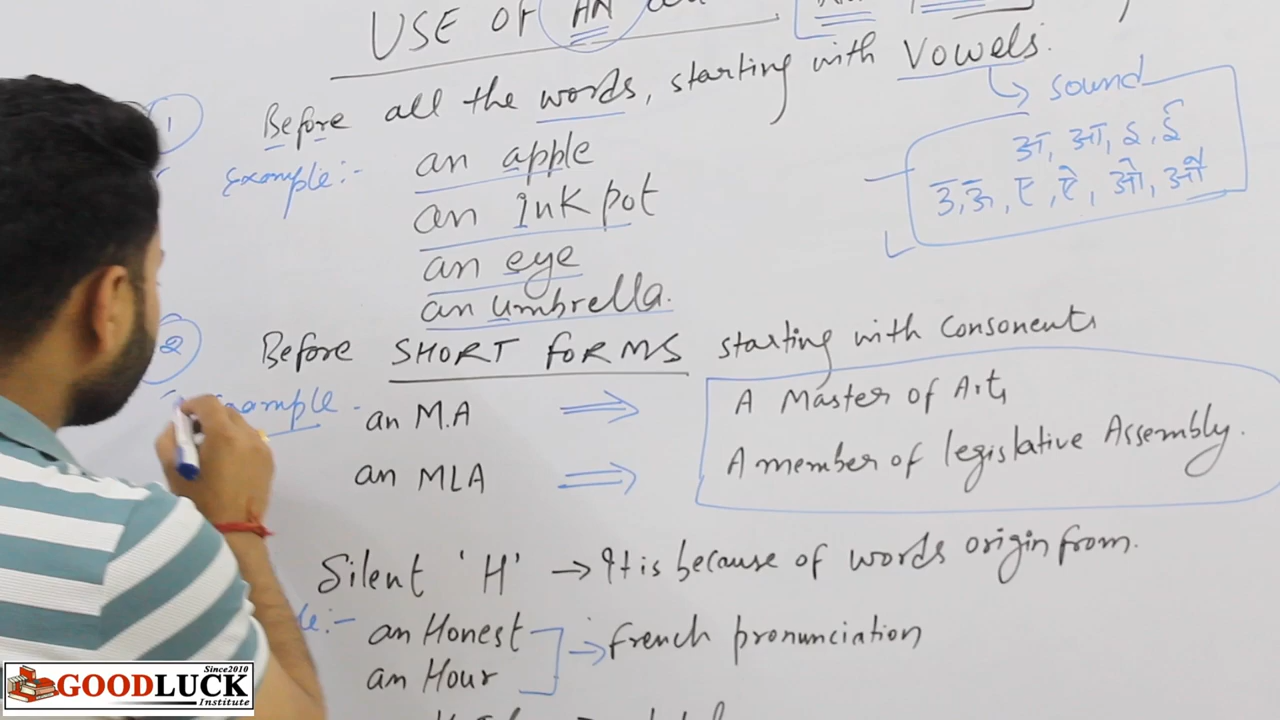 USE OF AN
① Before all the words, starting with Vowels.
sound
Example:- an apple
अ, आ, इ, ई
उ, ऊ, ए, ऐ, ओ, औ
an Inkpot
an eye
an umbrella.
② Before SHORT FORMS starting with Consonents
Example - an M.A ⇒ A Master of Arts
an MLA ⇒ A member of legislative Assembly.
Silent 'H' → It is because of words origin from.
an Honest → french pronunciation
an Hour
Since2010
GOODLUCK
Institute